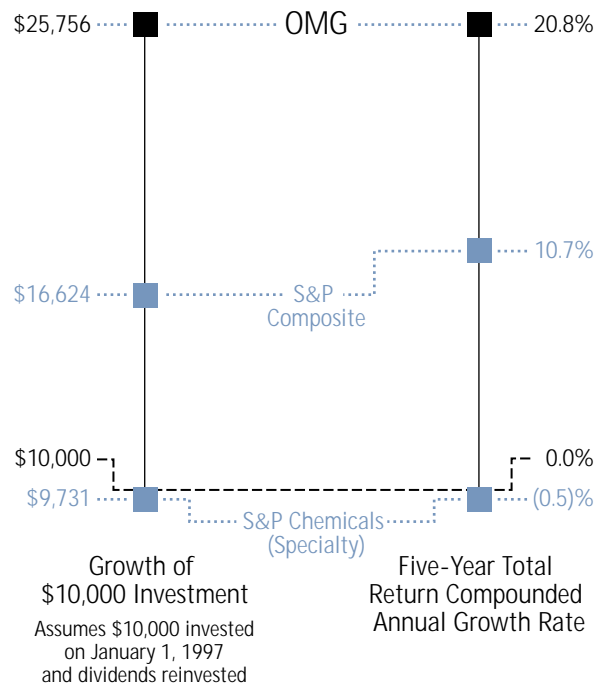 $25,756 OMG 20.8%
10.7%
$16,624 S&P
Composite
$10,000 0.0%
$9,731 (0.5)%
S&P Chemicals
(Specialty)
Growth of
$10,000 Investment
Assumes $10,000 invested
on January 1, 1997
and dividends reinvested
Five-Year Total
Return Compounded
Annual Growth Rate